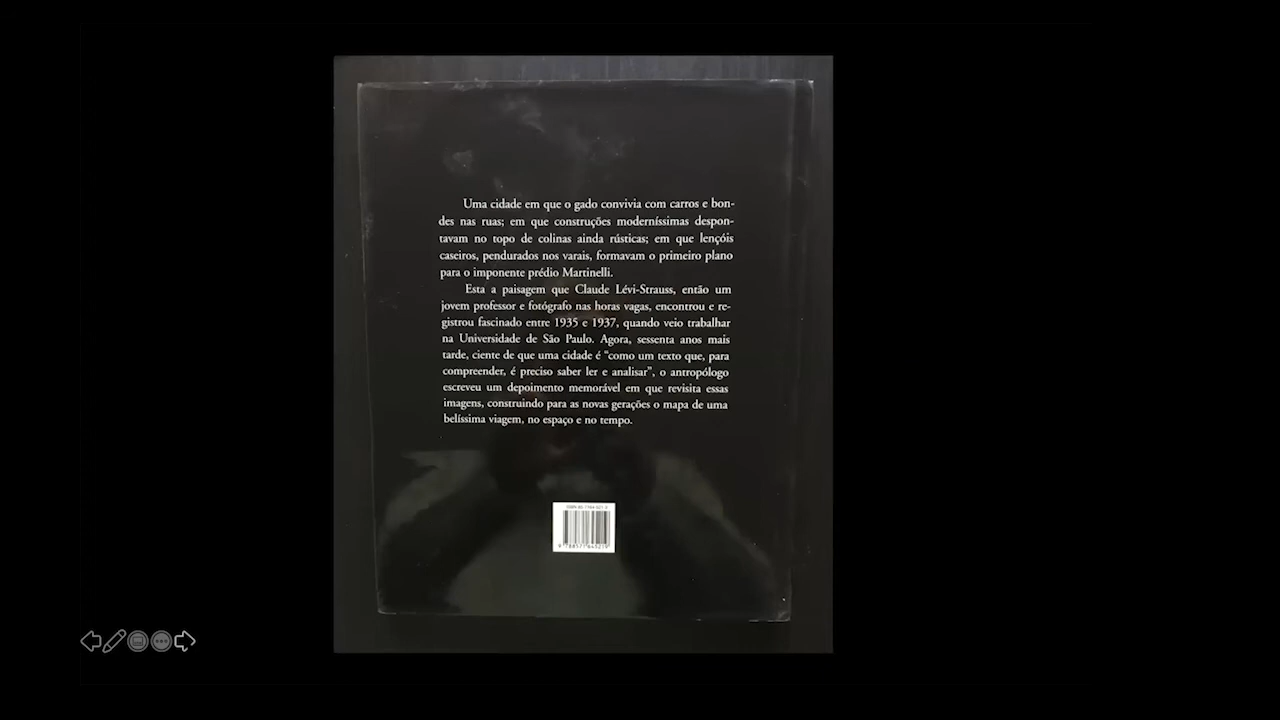 Uma cidade em que o gado convivia com carros e bon-
des nas ruas; em que construções moderníssimas despon-
tavam no topo de colinas ainda rústicas; em que lençóis
caseiros, pendurados nos varais, formavam o primeiro plano
para o imponente prédio Martinelli.
Esta a paisagem que Claude Lévi-Strauss, então um
jovem professor e fotógrafo nas horas vagas, encontrou e re-
gistrou fascinado entre 1935 e 1937, quando veio trabalhar
na Universidade de São Paulo. Agora, sessenta anos mais
tarde, ciente de que uma cidade é “como um texto que, para
compreender, é preciso saber ler e analisar”, o antropólogo
escreveu um depoimento memorável em que revisita essas
imagens, construindo para as novas gerações o mapa de uma
belíssima viagem, no espaço e no tempo.